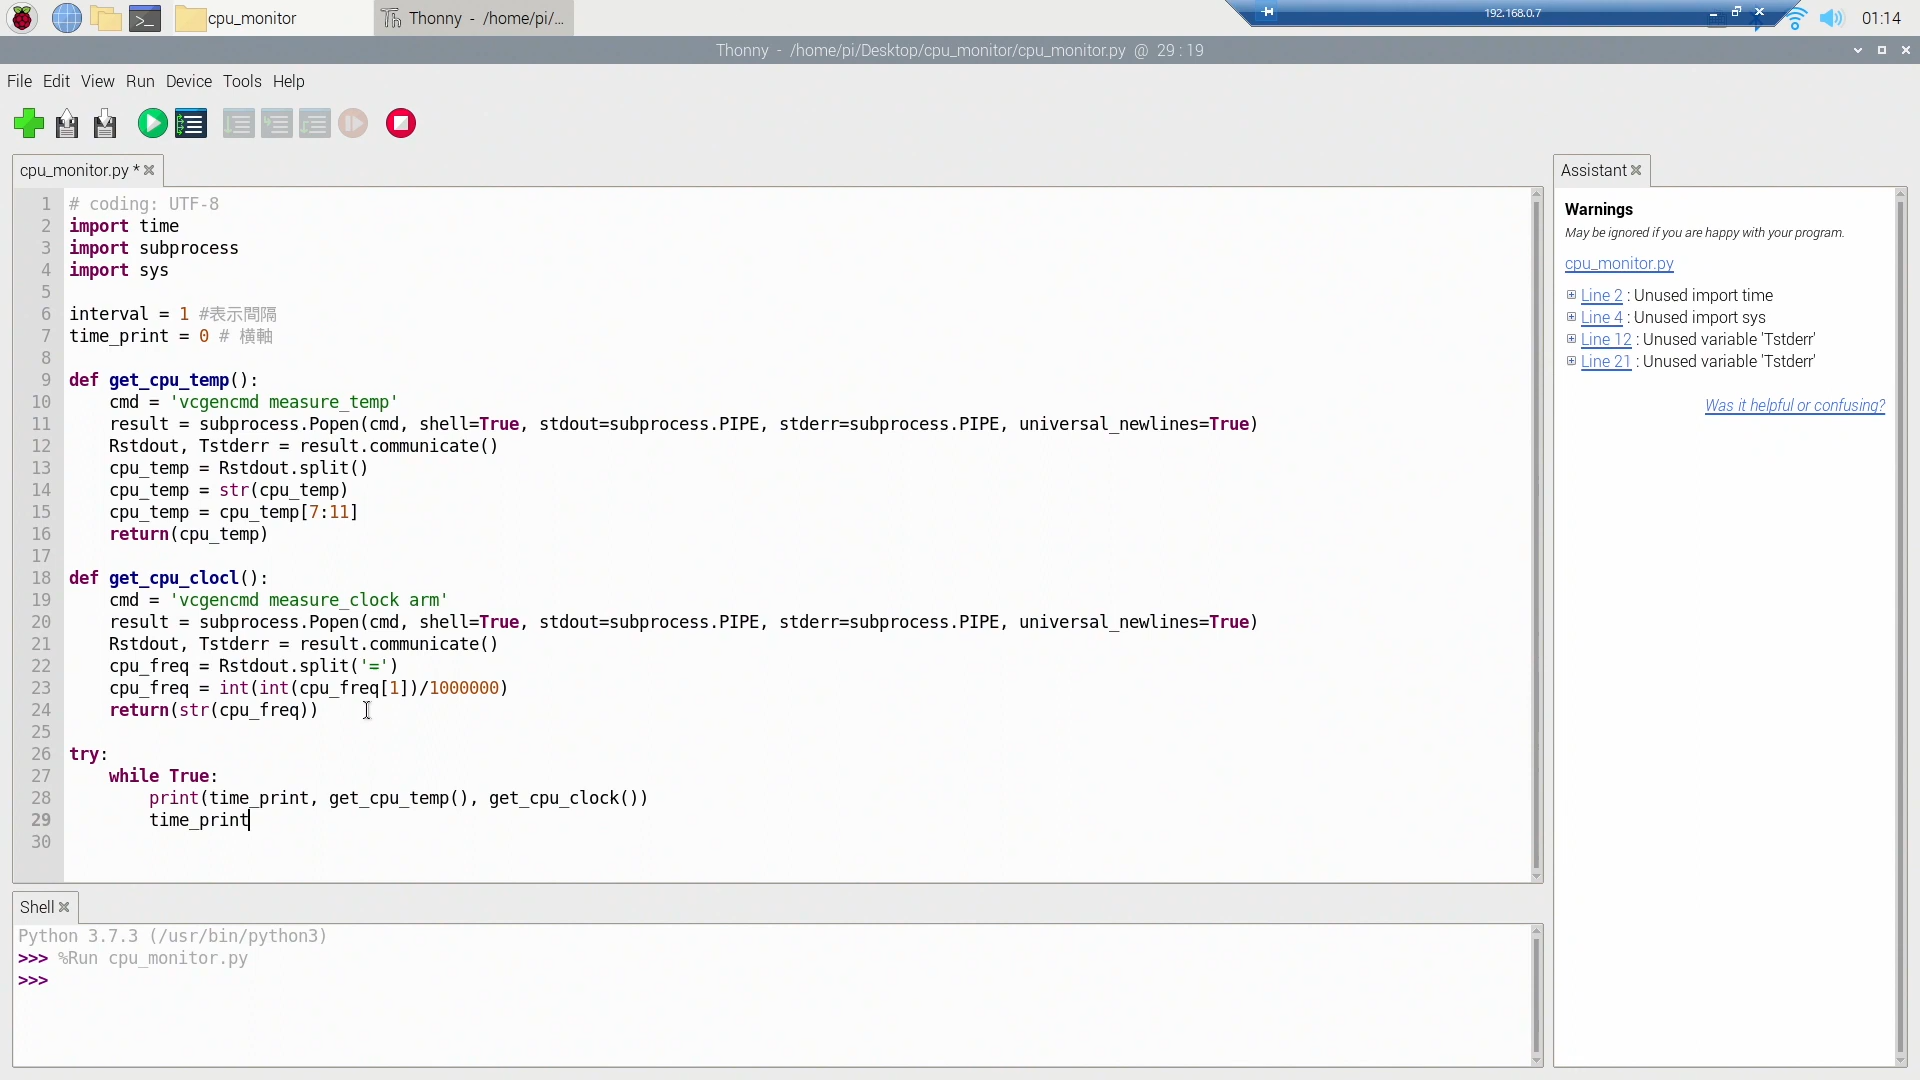 cpu_monitor
Thonny - /home/pi/...
192.168.0.7
01:14
Thonny - /home/pi/Desktop/cpu_monitor/cpu_monitor.py @ 29 : 19
File Edit View Run Device Tools Help
cpu_monitor.py *
1 # coding: UTF-8
2 import time
3 import subprocess
4 import sys
5
6 interval = 1 #表示間隔
7 time_print = 0 # 横軸
8
9 def get_cpu_temp():
10 cmd = 'vcgencmd measure_temp'
11 result = subprocess.Popen(cmd, shell=True, stdout=subprocess.PIPE, stderr=subprocess.PIPE, universal_newlines=True)
12 Rstdout, Tstderr = result.communicate()
13 cpu_temp = Rstdout.split()
14 cpu_temp = str(cpu_temp)
15 cpu_temp = cpu_temp[7:11]
16 return(cpu_temp)
17
18 def get_cpu_clocl():
19 cmd = 'vcgencmd measure_clock arm'
20 result = subprocess.Popen(cmd, shell=True, stdout=subprocess.PIPE, stderr=subprocess.PIPE, universal_newlines=True)
21 Rstdout, Tstderr = result.communicate()
22 cpu_freq = Rstdout.split('=')
23 cpu_freq = int(int(cpu_freq[1])/1000000)
24 return(str(cpu_freq))
25
26 try:
27 while True:
28 print(time_print, get_cpu_temp(), get_cpu_clock())
29 time_print
30
Shell
Python 3.7.3 (/usr/bin/python3)
>>> %Run cpu_monitor.py
>>>
Assistant
Warnings
May be ignored if you are happy with your program.
cpu_monitor.py
Line 2 : Unused import time
Line 4 : Unused import sys
Line 12 : Unused variable 'Tstderr'
Line 21 : Unused variable 'Tstderr'
Was it helpful or confusing?